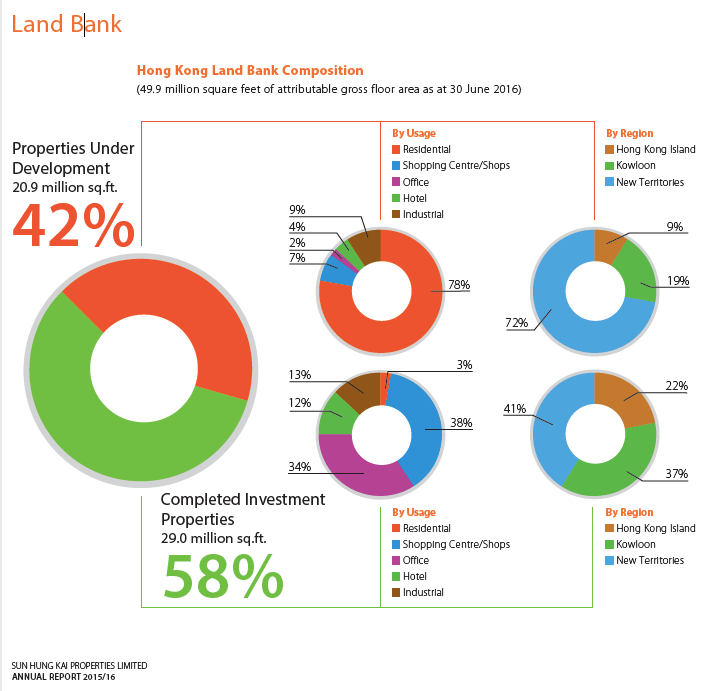 Land Bank
Hong Kong Land Bank Composition
(49.9 million square feet of attributable gross floor area as at 30 June 2016)
Properties Under
Development
20.9 million sq.ft.
42%
By Usage
Residential
Shopping Centre/Shops
Office
Hotel
Industrial
By Region
Hong Kong Island
Kowloon
New Territories
9%
4%
2%
7%
78%
9%
19%
72%
13%
12%
34%
3%
38%
41%
22%
37%
Completed Investment
Properties
29.0 million sq.ft.
58%
By Usage
Residential
Shopping Centre/Shops
Office
Hotel
Industrial
By Region
Hong Kong Island
Kowloon
New Territories
SUN HUNG KAI PROPERTIES LIMITED
ANNUAL REPORT 2015/16